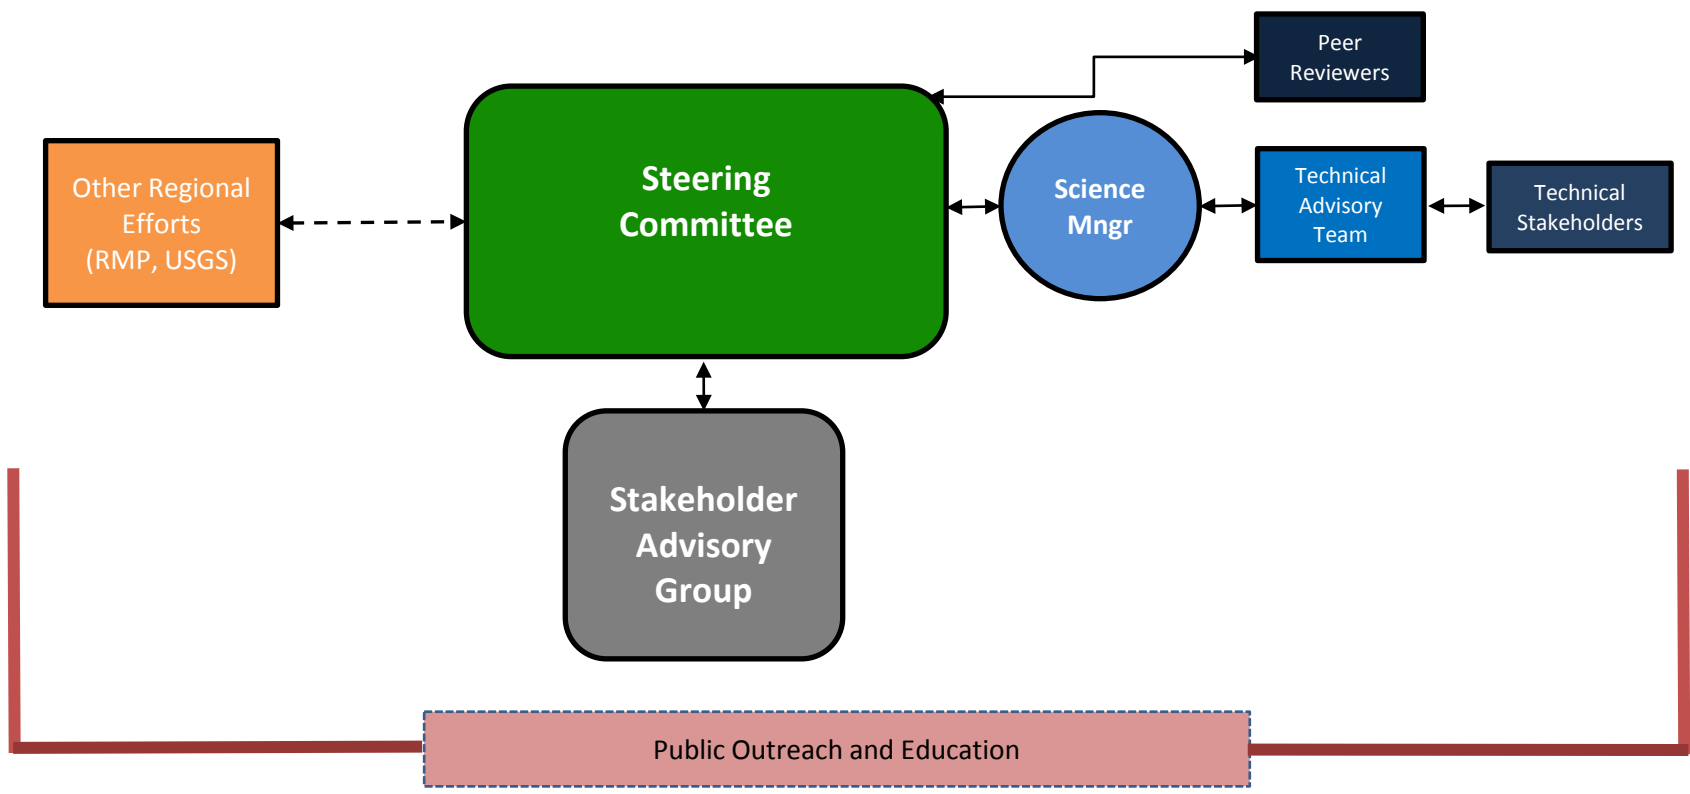 Peer
Reviewers
Other Regional
Efforts
(RMP, USGS)
Steering
Committee
Science
Mngr
Technical
Advisory
Team
Technical
Stakeholders
Stakeholder
Advisory
Group
Public Outreach and Education